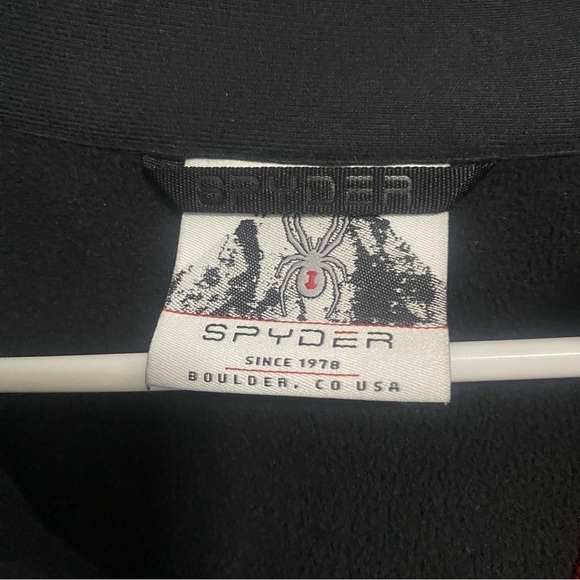 SPYDER
SPYDER
SINCE 1978
BOULDER, CO USA